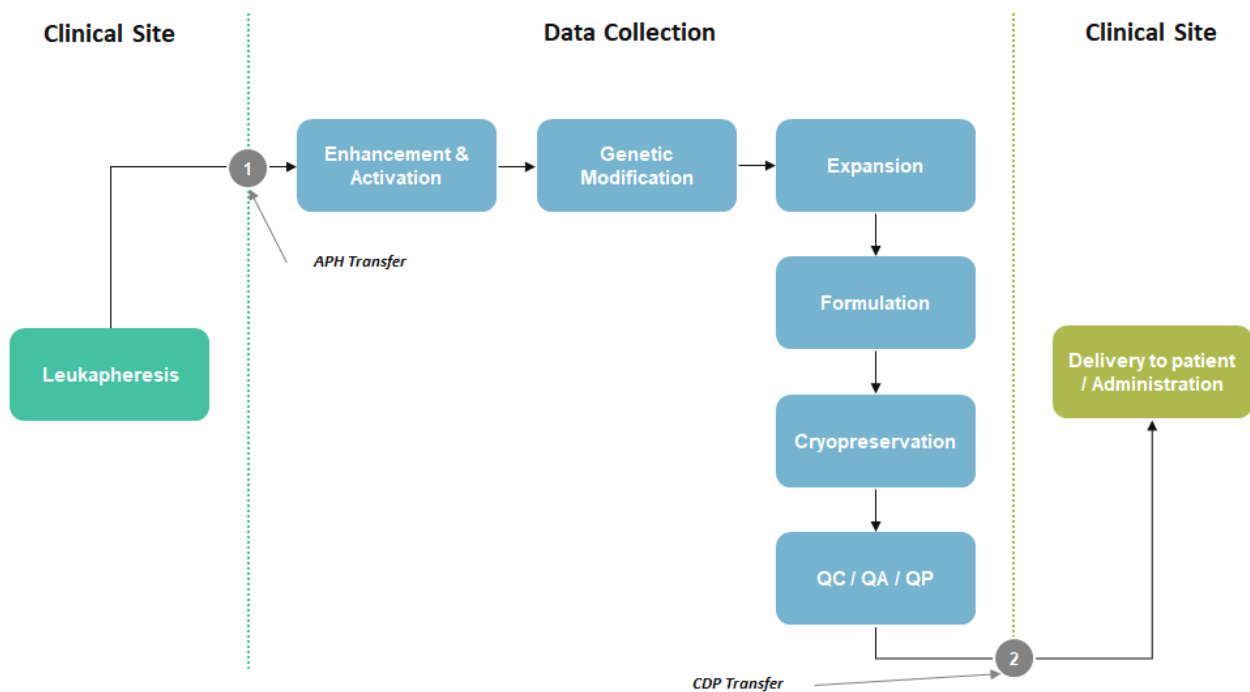 Clinical Site
Data Collection
Clinical Site
1
Enhancement &
Activation
Genetic
Modification
Expansion
APH Transfer
Formulation
Leukapheresis
Delivery to patient
/ Administration
Cryopreservation
QC / QA / QP
2
CDP Transfer